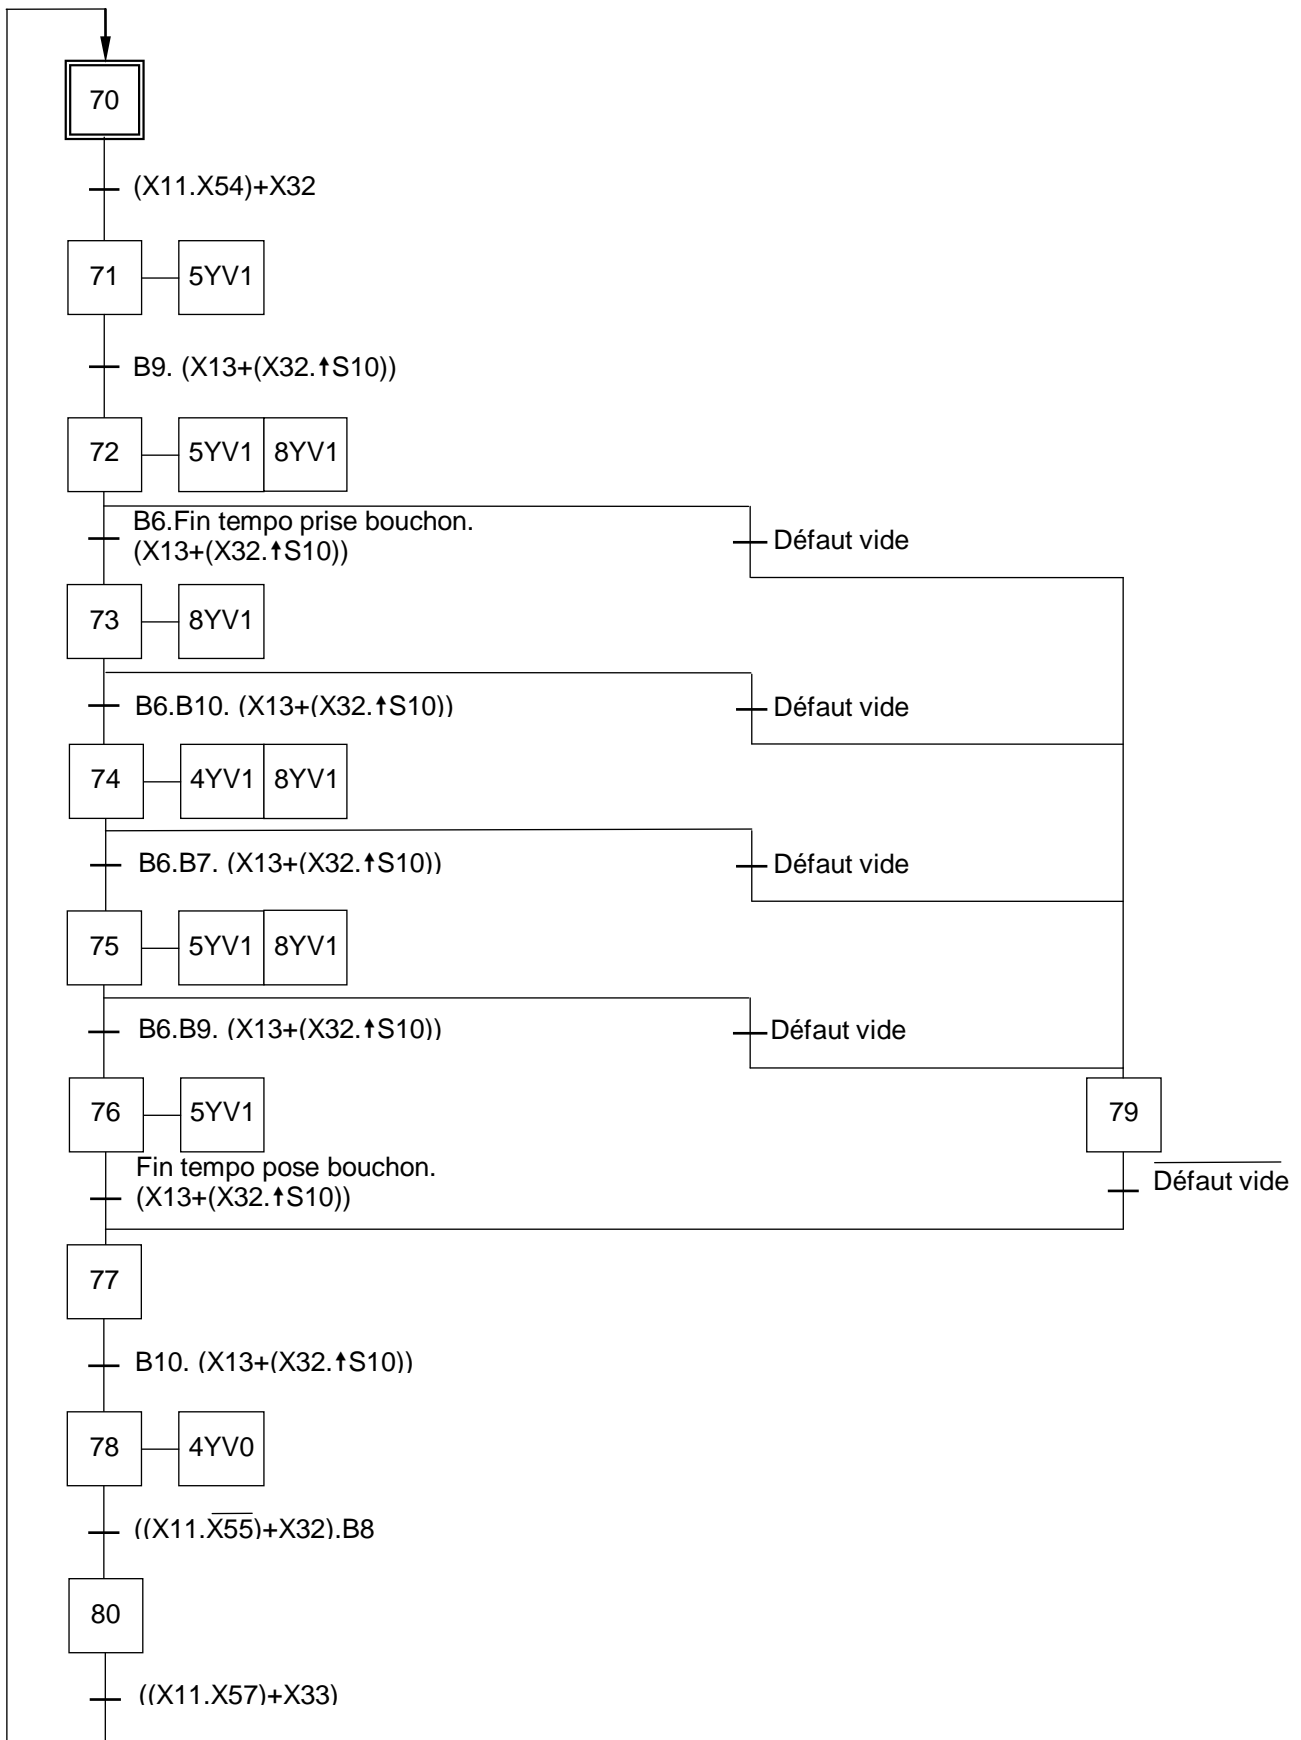 70
(X11.X54)+X32
71 5YV1
B9. (X13+(X32.↑S10))
72 5YV1 8YV1
B6.Fin tempo prise bouchon.
(X13+(X32.↑S10))
Défaut vide
73 8YV1
B6.B10. (X13+(X32.↑S10))
Défaut vide
74 4YV1 8YV1
B6.B7. (X13+(X32.↑S10))
Défaut vide
75 5YV1 8YV1
B6.B9. (X13+(X32.↑S10))
Défaut vide
76 5YV1
79
Fin tempo pose bouchon.
(X13+(X32.↑S10))
D̅é̅f̅a̅u̅t̅ ̅v̅i̅d̅e̅
77
B10. (X13+(X32.↑S10))
78 4YV0
((X11.X̅5̅5̅)+X32).B8
80
((X11.X57)+X33)